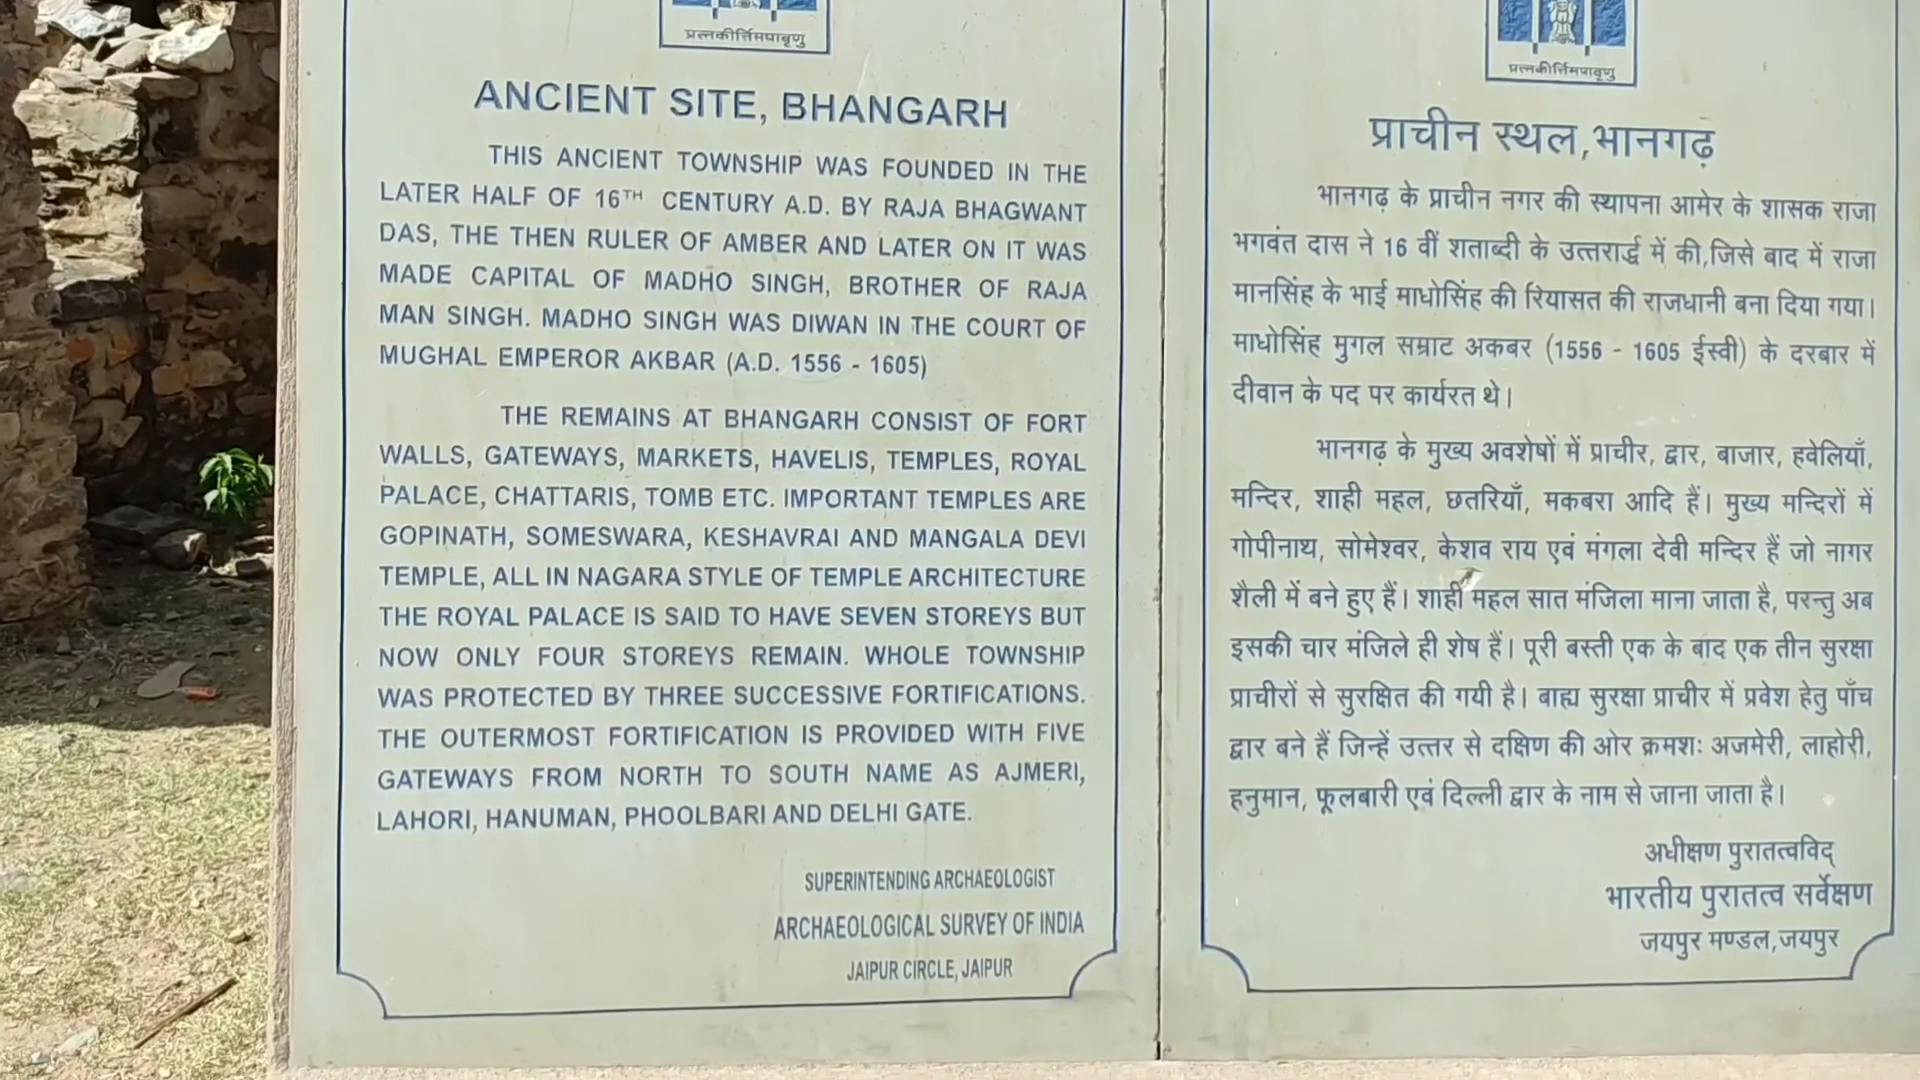 प्रत्नकीर्त्तिमपावृणु
ANCIENT SITE, BHANGARH
THIS ANCIENT TOWNSHIP WAS FOUNDED IN THE
LATER HALF OF 16TH CENTURY A.D. BY RAJA BHAGWANT
DAS, THE THEN RULER OF AMBER AND LATER ON IT WAS
MADE CAPITAL OF MADHO SINGH, BROTHER OF RAJA
MAN SINGH. MADHO SINGH WAS DIWAN IN THE COURT OF
MUGHAL EMPEROR AKBAR (A.D. 1556 - 1605)
THE REMAINS AT BHANGARH CONSIST OF FORT
WALLS, GATEWAYS, MARKETS, HAVELIS, TEMPLES, ROYAL
PALACE, CHATTARIS, TOMB ETC. IMPORTANT TEMPLES ARE
GOPINATH, SOMESWARA, KESHAVRAI AND MANGALA DEVI
TEMPLE, ALL IN NAGARA STYLE OF TEMPLE ARCHITECTURE
THE ROYAL PALACE IS SAID TO HAVE SEVEN STOREYS BUT
NOW ONLY FOUR STOREYS REMAIN. WHOLE TOWNSHIP
WAS PROTECTED BY THREE SUCCESSIVE FORTIFICATIONS.
THE OUTERMOST FORTIFICATION IS PROVIDED WITH FIVE
GATEWAYS FROM NORTH TO SOUTH NAME AS AJMERI,
LAHORI, HANUMAN, PHOOLBARI AND DELHI GATE.
SUPERINTENDING ARCHAEOLOGIST
ARCHAEOLOGICAL SURVEY OF INDIA
JAIPUR CIRCLE, JAIPUR
प्रत्नकीर्त्तिमपावृणु
प्राचीन स्थल,भानगढ़
भानगढ़ के प्राचीन नगर की स्थापना आमेर के शासक राजा
भगवंत दास ने 16 वीं शताब्दी के उत्तरार्द्ध में की,जिसे बाद में राजा
मानसिंह के भाई माधोसिंह की रियासत की राजधानी बना दिया गया।
माधोसिंह मुगल सम्राट अकबर (1556 - 1605 ईस्वी) के दरबार में
दीवान के पद पर कार्यरत थे।
भानगढ़ के मुख्य अवशेषों में प्राचीर, द्वार, बाजार, हवेलियाँ,
मन्दिर, शाही महल, छतरियाँ, मकबरा आदि हैं। मुख्य मन्दिरों में
गोपीनाथ, सोमेश्वर, केशव राय एवं मंगला देवी मन्दिर हैं जो नागर
शैली में बने हुए हैं। शाही महल सात मंजिला माना जाता है, परन्तु अब
इसकी चार मंजिले ही शेष हैं। पूरी बस्ती एक के बाद एक तीन सुरक्षा
प्राचीरों से सुरक्षित की गयी है। बाह्य सुरक्षा प्राचीर में प्रवेश हेतु पाँच
द्वार बने हैं जिन्हें उत्तर से दक्षिण की ओर क्रमशः अजमेरी, लाहोरी,
हनुमान, फूलबारी एवं दिल्ली द्वार के नाम से जाना जाता है।
अधीक्षण पुरातत्वविद्
भारतीय पुरातत्व सर्वेक्षण
जयपुर मण्डल,जयपुर